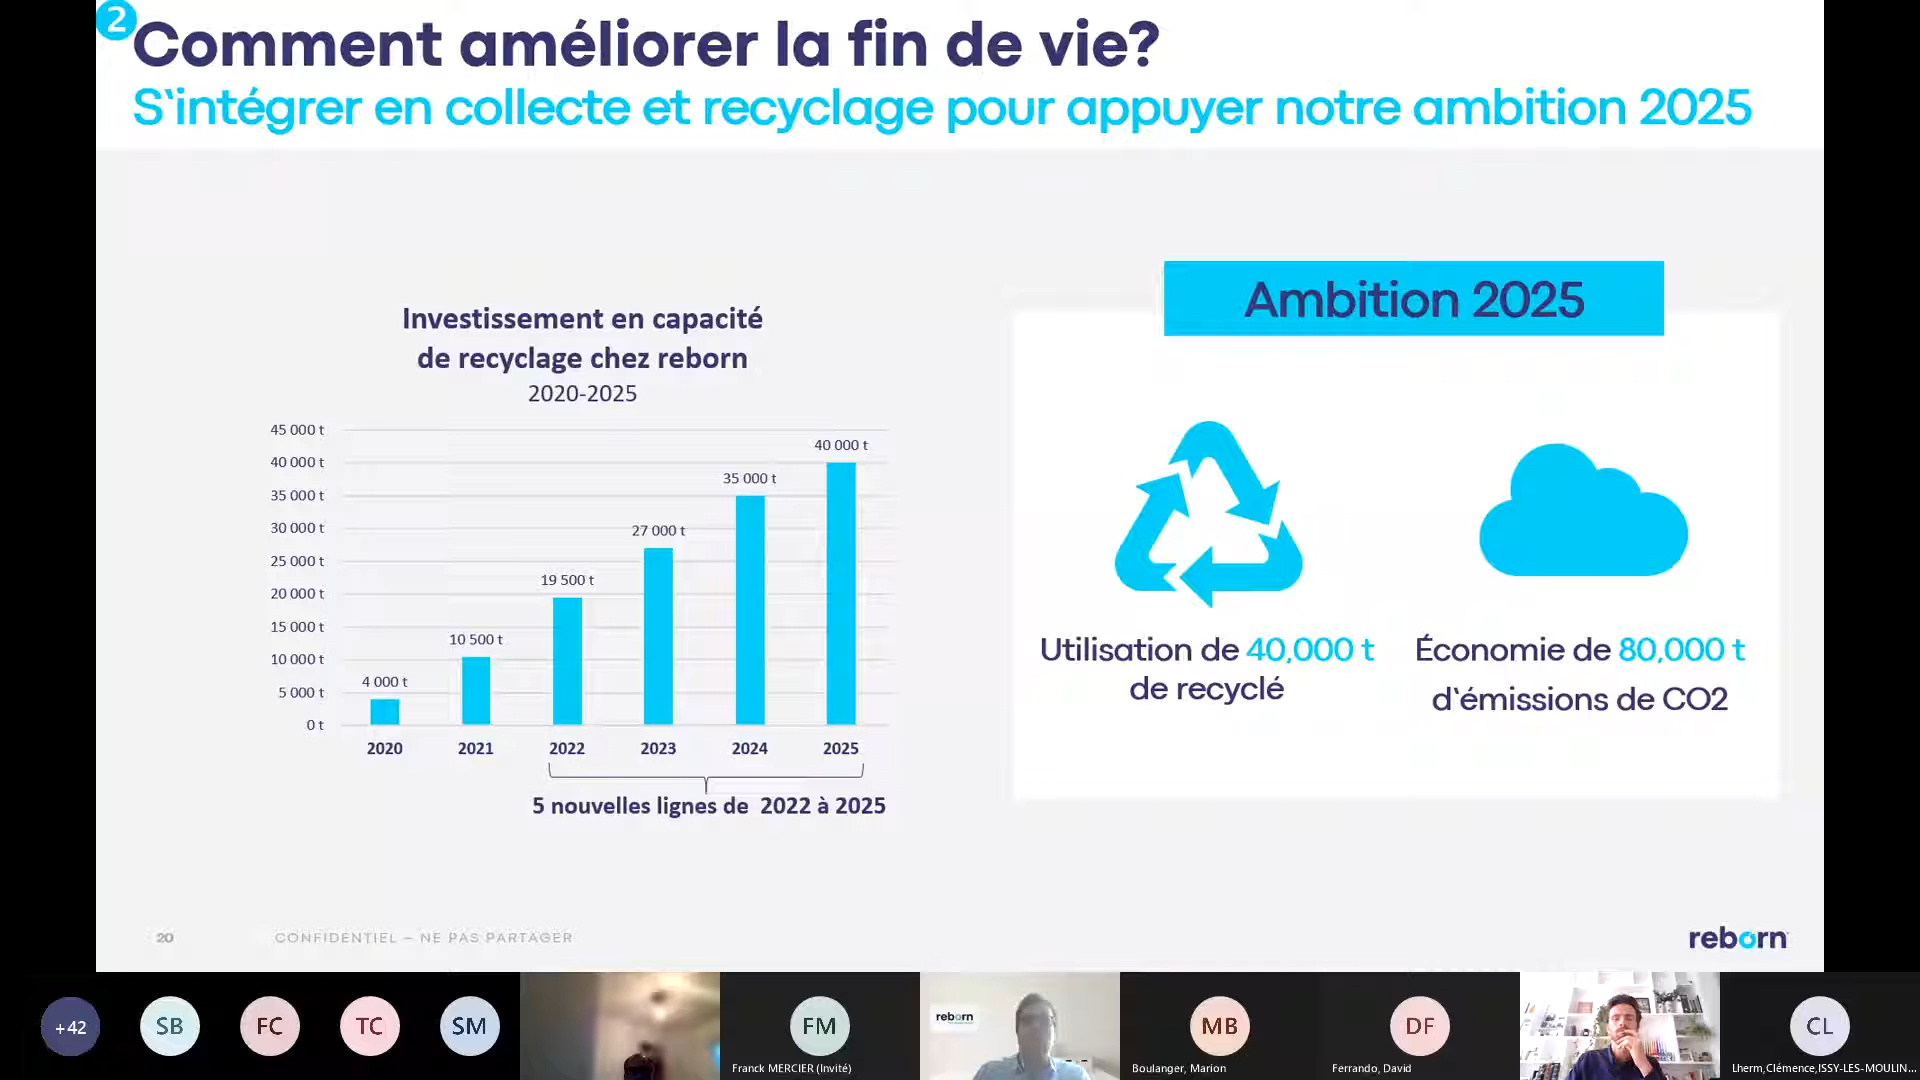 2
Comment améliorer la fin de vie?
S'intégrer en collecte et recyclage pour appuyer notre ambition 2025
Investissement en capacité
de recyclage chez reborn
2020-2025
45 000 t
40 000 t
35 000 t
30 000 t
25 000 t
20 000 t
15 000 t
10 000 t
5 000 t
0 t
4 000 t
10 500 t
19 500 t
27 000 t
35 000 t
40 000 t
2020 2021 2022 2023 2024 2025
5 nouvelles lignes de 2022 à 2025
Ambition 2025
Utilisation de 40,000 t
de recyclé
Économie de 80,000 t
d'émissions de CO2
20
CONFIDENTIEL – NE PAS PARTAGER
reborn
+42
SB
FC
TC
SM
FM
Franck MERCIER (Invité)
reborn
MB
Boulanger, Marion
DF
Ferrando, David
CL
Lherm,Clémence,ISSY-LES-MOULIN...